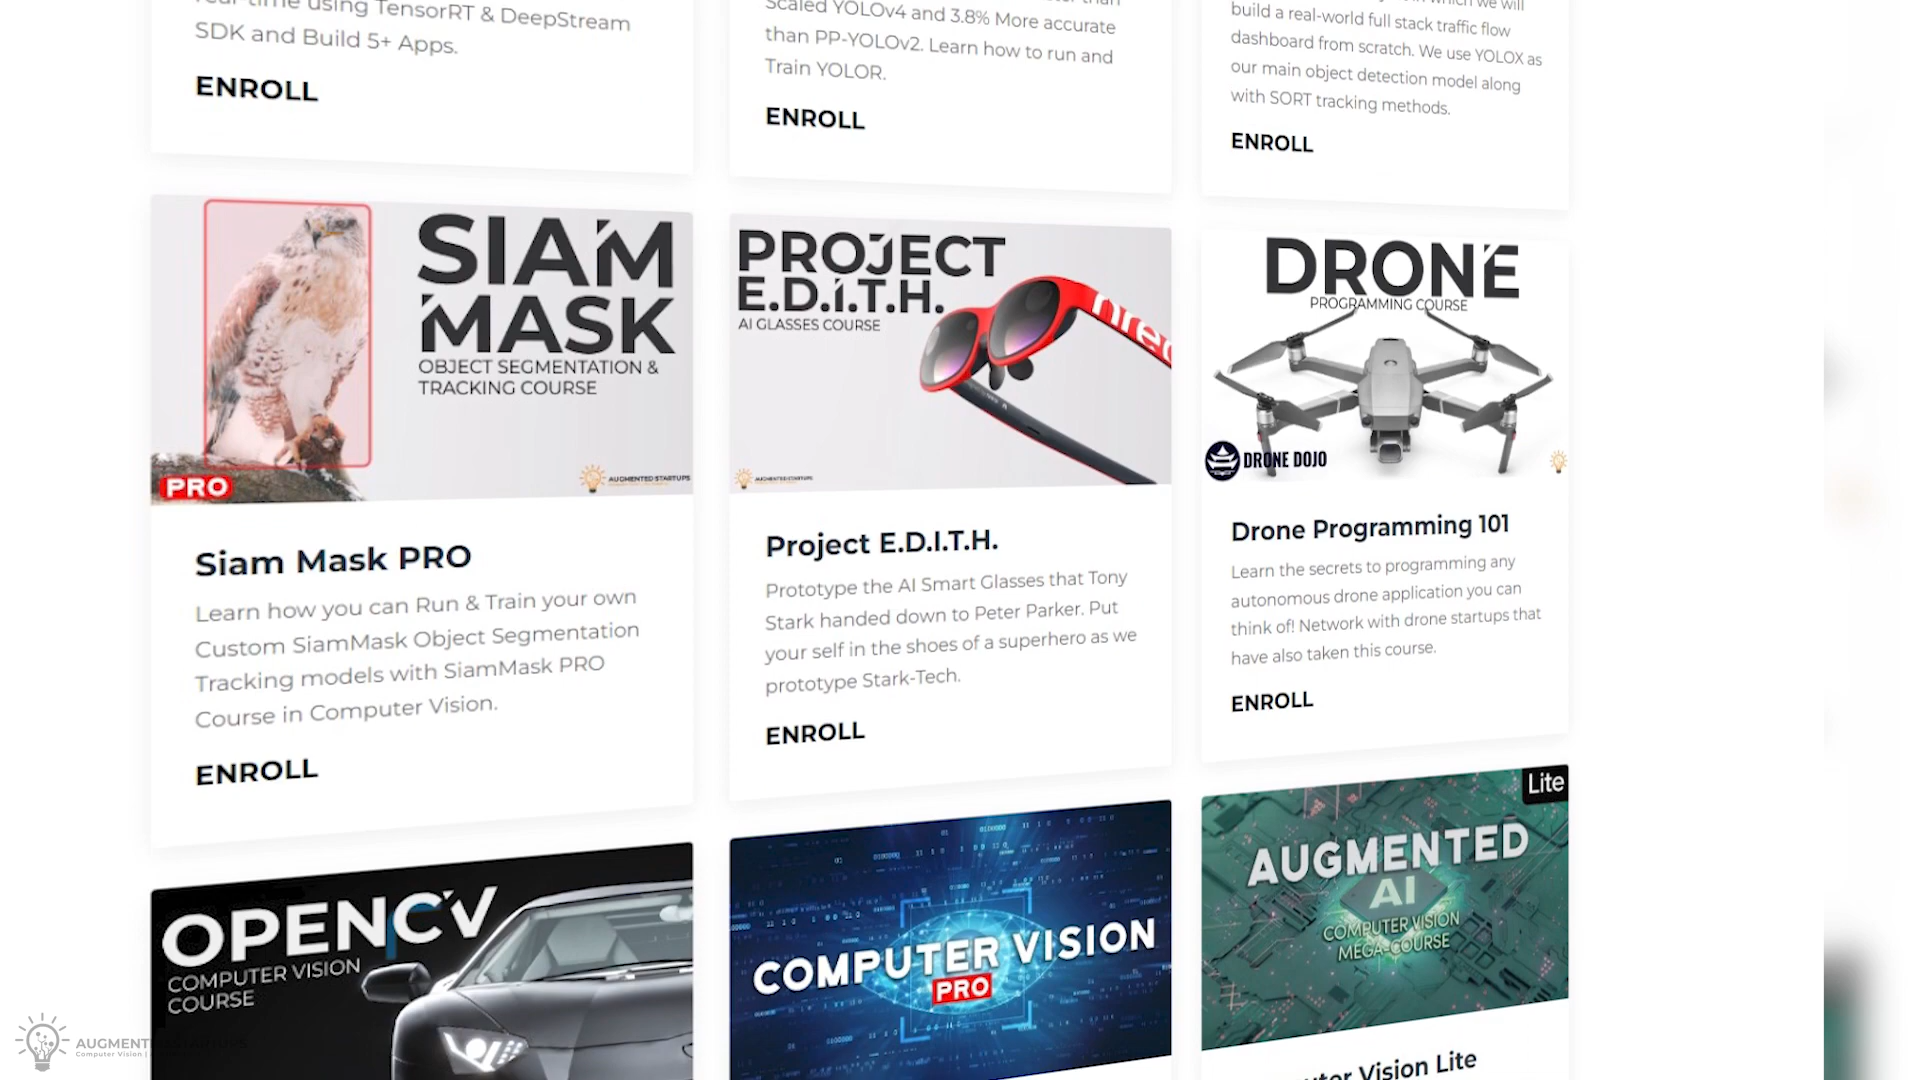 real-time using TensorRT & DeepStream
SDK and Build 5+ Apps.
ENROLL
Scaled YOLOv4 and 3.8% More accurate
than PP-YOLOv2. Learn how to run and
Train YOLOR.
ENROLL
which we will
build a real-world full stack traffic flow
dashboard from scratch. We use YOLOX as
our main object detection model along
with SORT tracking methods.
ENROLL
SIAM
MASK
OBJECT SEGMENTATION &
TRACKING COURSE
PRO
AUGMENTED STARTUPS
Siam Mask PRO
Learn how you can Run & Train your own
Custom SiamMask Object Segmentation
Tracking models with SiamMask PRO
Course in Computer Vision.
ENROLL
PROJECT
E.D.I.T.H.
AI GLASSES COURSE
nrea
AUGMENTED STARTUPS
Project E.D.I.T.H.
Prototype the AI Smart Glasses that Tony
Stark handed down to Peter Parker. Put
your self in the shoes of a superhero as we
prototype Stark-Tech.
ENROLL
DRONE
PROGRAMMING COURSE
DRONE DOJO
Drone Programming 101
Learn the secrets to programming any
autonomous drone application you can
think of! Network with drone startups that
have also taken this course.
ENROLL
OPENCV
COMPUTER VISION
COURSE
COMPUTER VISION
PRO
Lite
AUGMENTED
AI
COMPUTER VISION
MEGA-COURSE
Vision Lite
AUGMENTED STARTUPS
Computer Vision